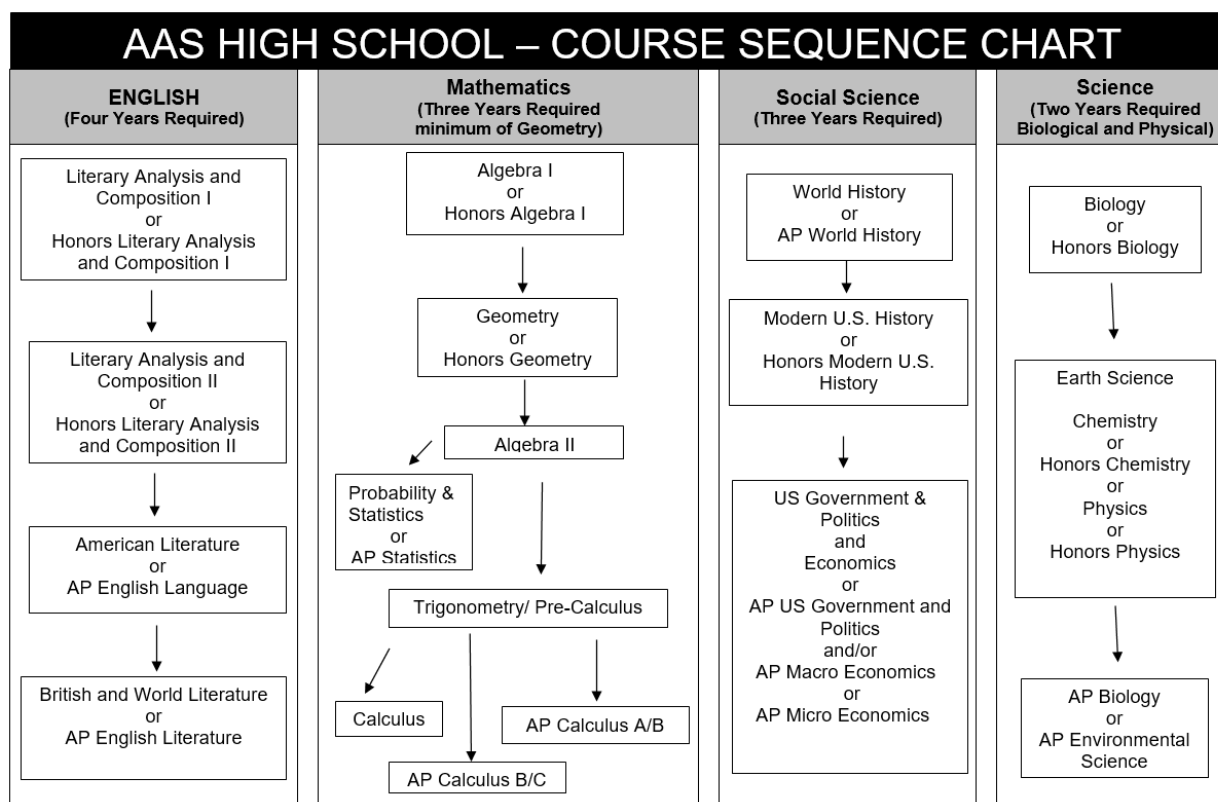 AAS HIGH SCHOOL – COURSE SEQUENCE CHART
ENGLISH
(Four Years Required)
Literary Analysis and
Composition I
or
Honors Literary Analysis
and Composition I
Literary Analysis and
Composition II
or
Honors Literary Analysis
and Composition II
American Literature
or
AP English Language
British and World Literature
or
AP English Literature
Mathematics
(Three Years Required
minimum of Geometry)
Algebra I
or
Honors Algebra I
Geometry
or
Honors Geometry
Algebra II
Probability &
Statistics
or
AP Statistics
Trigonometry/ Pre-Calculus
Calculus
AP Calculus A/B
AP Calculus B/C
Social Science
(Three Years Required)
World History
or
AP World History
Modern U.S. History
or
Honors Modern U.S.
History
US Government &
Politics
and
Economics
or
AP US Government and
Politics
and/or
AP Macro Economics
or
AP Micro Economics
Science
(Two Years Required
Biological and Physical)
Biology
or
Honors Biology
Earth Science
Chemistry
or
Honors Chemistry
or
Physics
or
Honors Physics
AP Biology
or
AP Environmental
Science